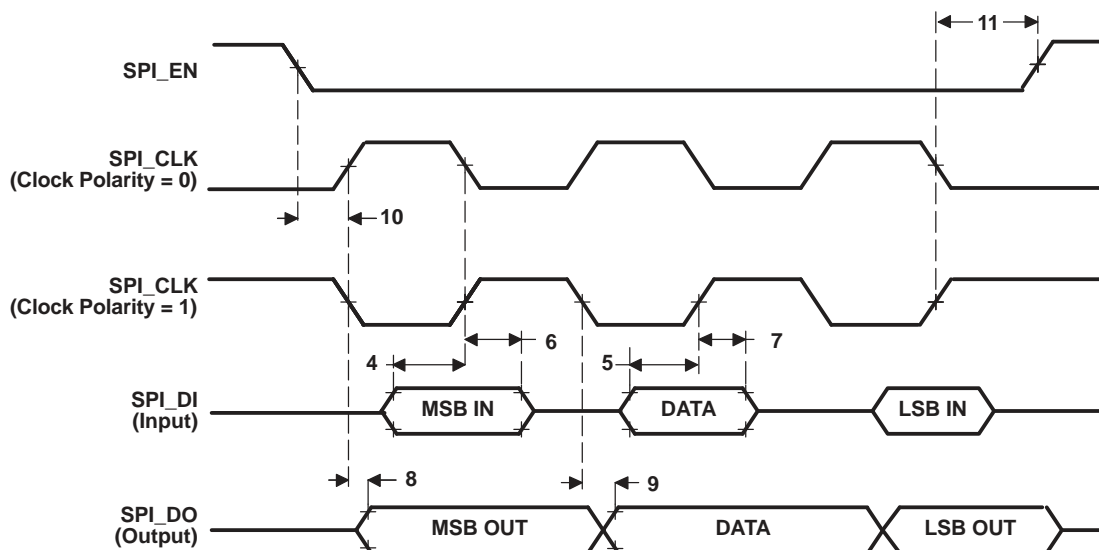 11
SPI_EN
SPI_CLK
(Clock Polarity = 0)
10
SPI_CLK
(Clock Polarity = 1)
4
6
5
7
SPI_DI
(Input)
MSB IN
DATA
LSB IN
8
9
SPI_DO
(Output)
MSB OUT
DATA
LSB OUT